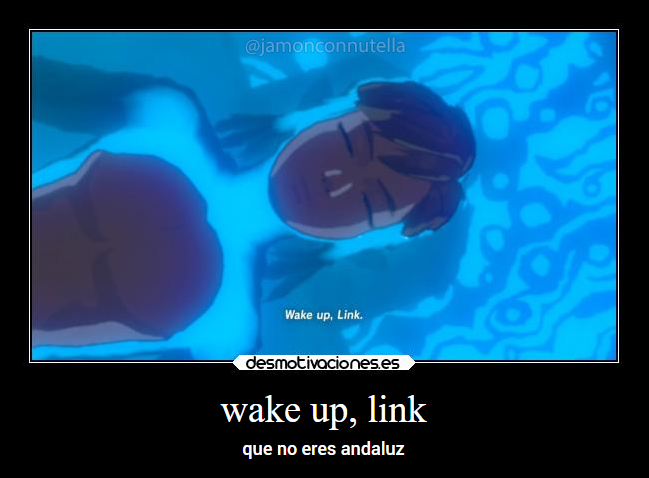 @jamonconnutella
Wake up, Link.
desmotivaciones.es
wake up, link
que no eres andaluz